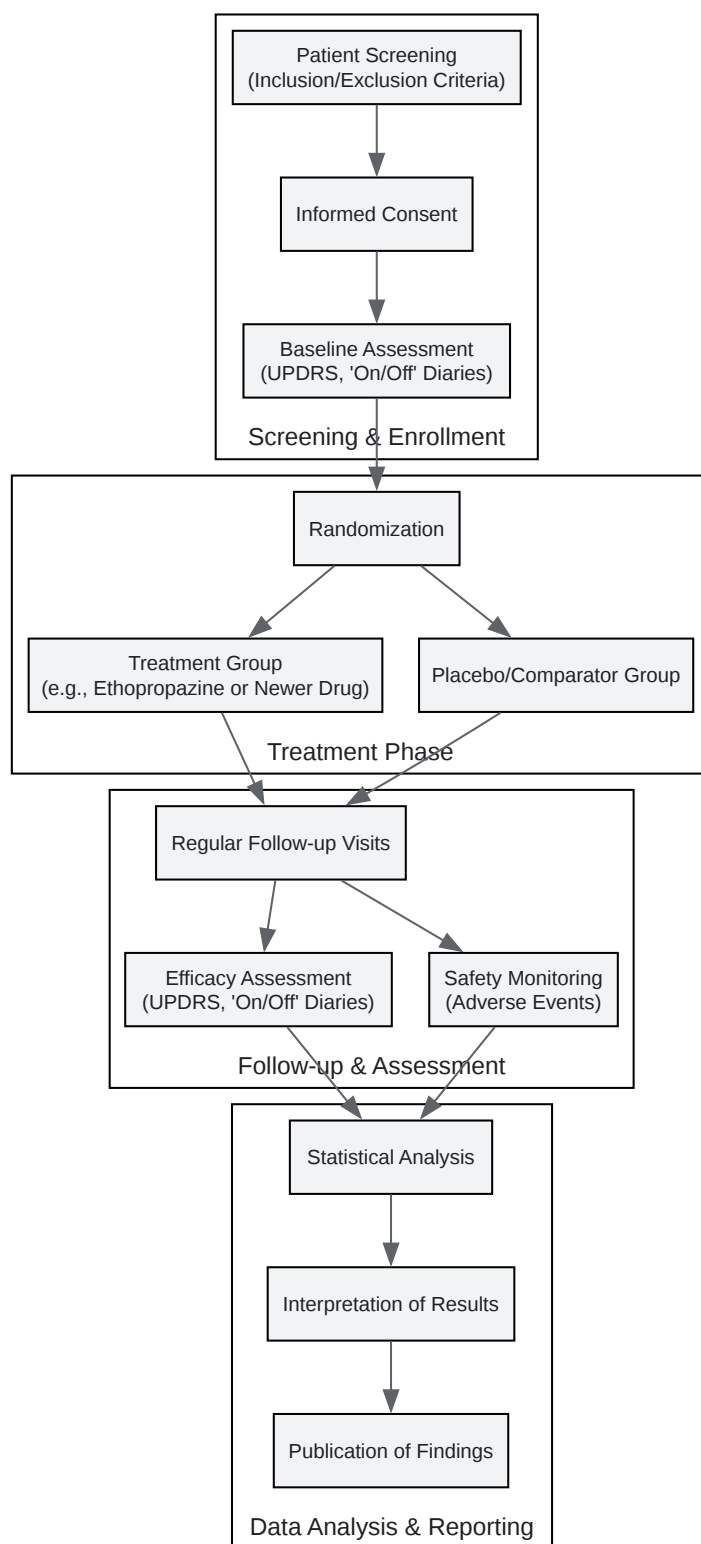 Patient Screening
(Inclusion/Exclusion Criteria)
Informed Consent
Baseline Assessment
(UPDRS, 'On/Off' Diaries)
Screening & Enrollment
Randomization
Treatment Group
(e.g., Ethopropazine or Newer Drug)
Placebo/Comparator Group
Treatment Phase
Regular Follow-up Visits
Efficacy Assessment
(UPDRS, 'On/Off' Diaries)
Safety Monitoring
(Adverse Events)
Follow-up & Assessment
Statistical Analysis
Interpretation of Results
Publication of Findings
Data Analysis & Reporting